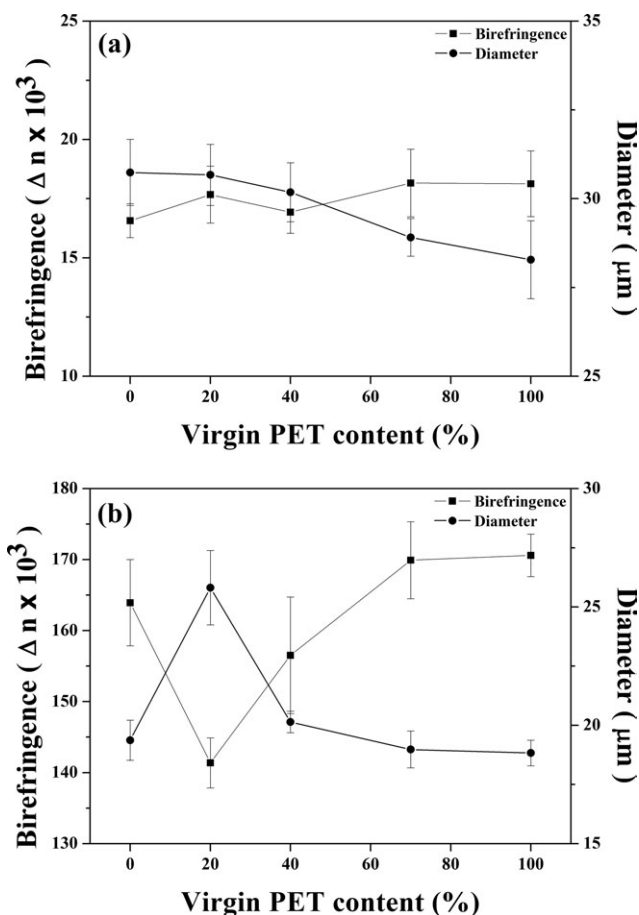 (a)
Birefringence
Diameter
Birefringence ( Δ n x 10³ )
25
20
15
10
35
30
25
Diameter ( μm )
0 20 40 60 80 100
Virgin PET content (%)
(b)
Birefringence
Diameter
Birefringence ( Δ n x 10³ )
180
170
160
150
140
130
30
25
20
15
Diameter ( μm )
0 20 40 60 80 100
Virgin PET content (%)